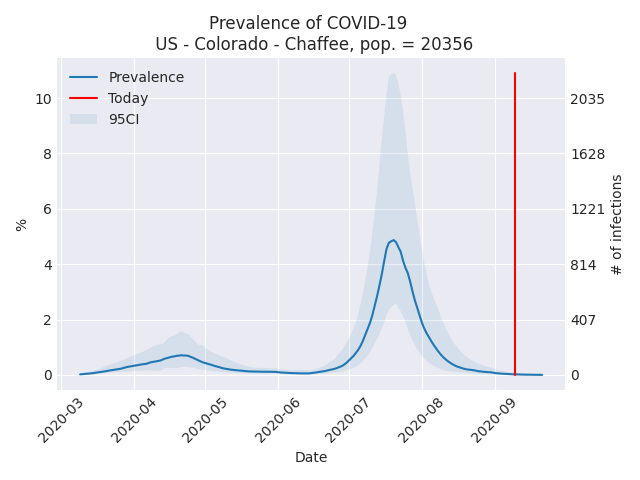 Prevalence of COVID-19
US - Colorado - Chaffee, pop. = 20356
Prevalence
Today
95CI
10
8
6
4
2
0
%
2035
1628
1221
814
407
0
# of infections
2020-03
2020-04
2020-05
2020-06
2020-07
2020-08
2020-09
Date